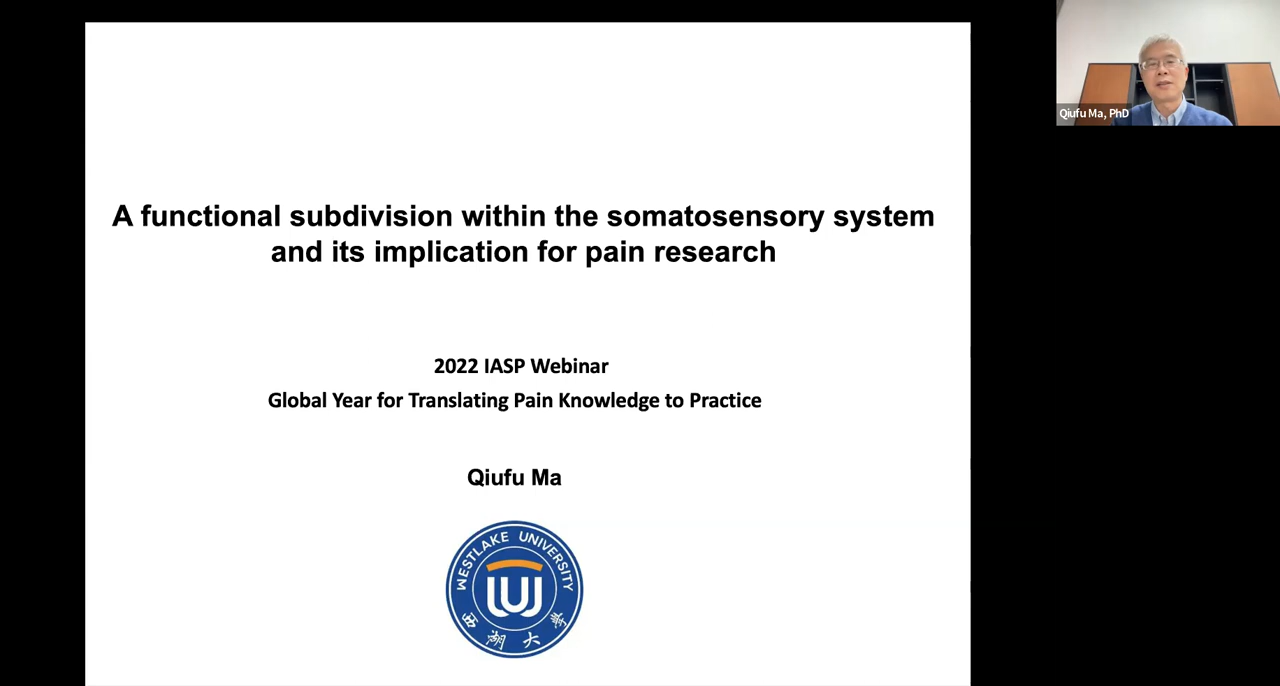 A functional subdivision within the somatosensory system
and its implication for pain research
2022 IASP Webinar
Global Year for Translating Pain Knowledge to Practice
Qiufu Ma
WESTLAKE UNIVERSITY
西湖大学
Qiufu Ma, PhD